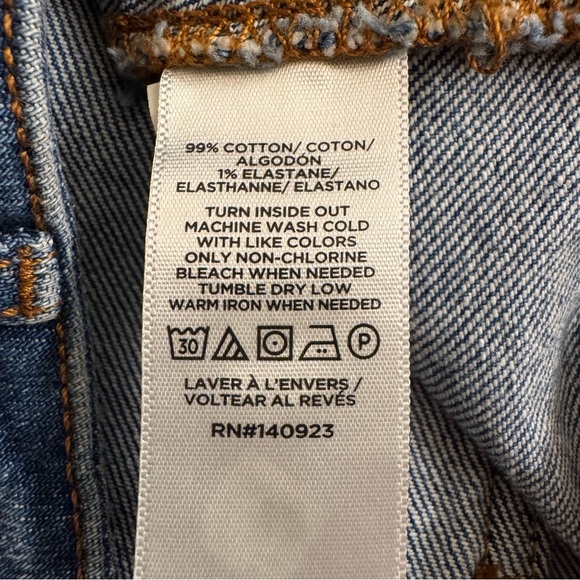 99% COTTON/ COTON/
ALGODÓN
1% ELASTANE/
ELASTHANNE/ ELASTANO
TURN INSIDE OUT
MACHINE WASH COLD
WITH LIKE COLORS
ONLY NON-CHLORINE
BLEACH WHEN NEEDED
TUMBLE DRY LOW
WARM IRON WHEN NEEDED
30 P
LAVER À L'ENVERS /
VOLTEAR AL REVÉS
RN#140923